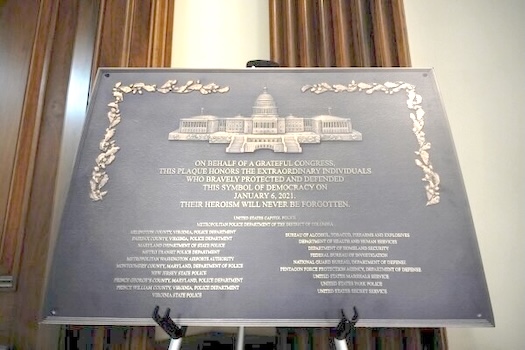 ON BEHALF OF A GRATEFUL CONGRESS,
THIS PLAQUE HONORS THE EXTRAORDINARY INDIVIDUALS
WHO BRAVELY PROTECTED AND DEFENDED
THIS SYMBOL OF DEMOCRACY ON
JANUARY 6, 2021.
THEIR HEROISM WILL NEVER BE FORGOTTEN.
UNITED STATES CAPITOL POLICE
METROPOLITAN POLICE DEPARTMENT OF THE DISTRICT OF COLUMBIA
ARLINGTON COUNTY, VIRGINIA, POLICE DEPARTMENT
FAIRFAX COUNTY, VIRGINIA, POLICE DEPARTMENT
MARYLAND DEPARTMENT OF STATE POLICE
METRO TRANSIT POLICE DEPARTMENT
METROPOLITAN WASHINGTON AIRPORTS AUTHORITY
MONTGOMERY COUNTY, MARYLAND, DEPARTMENT OF POLICE
NEW JERSEY STATE POLICE
PRINCE GEORGE'S COUNTY, MARYLAND, POLICE DEPARTMENT
PRINCE WILLIAM COUNTY, VIRGINIA, POLICE DEPARTMENT
VIRGINIA STATE POLICE
BUREAU OF ALCOHOL, TOBACCO, FIREARMS AND EXPLOSIVES
DEPARTMENT OF HEALTH AND HUMAN SERVICES
DEPARTMENT OF HOMELAND SECURITY
FEDERAL BUREAU OF INVESTIGATION
NATIONAL GUARD BUREAU, DEPARTMENT OF DEFENSE
PENTAGON FORCE PROTECTION AGENCY, DEPARTMENT OF DEFENSE
UNITED STATES MARSHALS SERVICE
UNITED STATES PARK POLICE
UNITED STATES SECRET SERVICE